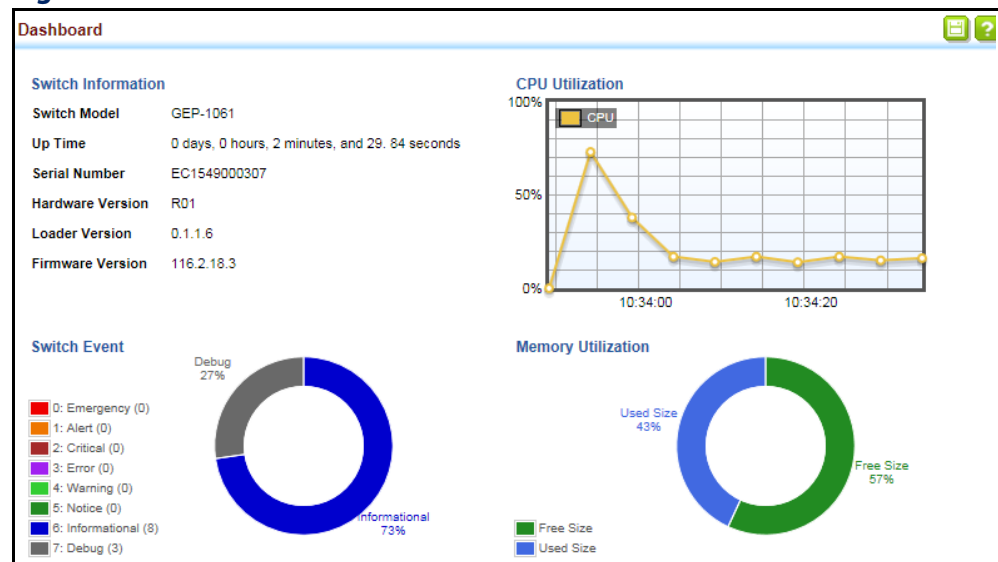 Dashboard
Switch Information
Switch Model GEP-1061
Up Time 0 days, 0 hours, 2 minutes, and 29. 84 seconds
Serial Number EC1549000307
Hardware Version R01
Loader Version 0.1.1.6
Firmware Version 116.2.18.3
CPU Utilization
100%
CPU
50%
0%
10:34:00 10:34:20
Switch Event
Debug
27%
0: Emergency (0)
1: Alert (0)
2: Critical (0)
3: Error (0)
4: Warning (0)
5: Notice (0)
6: Informational (8)
7: Debug (3)
Informational
73%
Memory Utilization
Used Size
43%
Free Size
57%
Free Size
Used Size